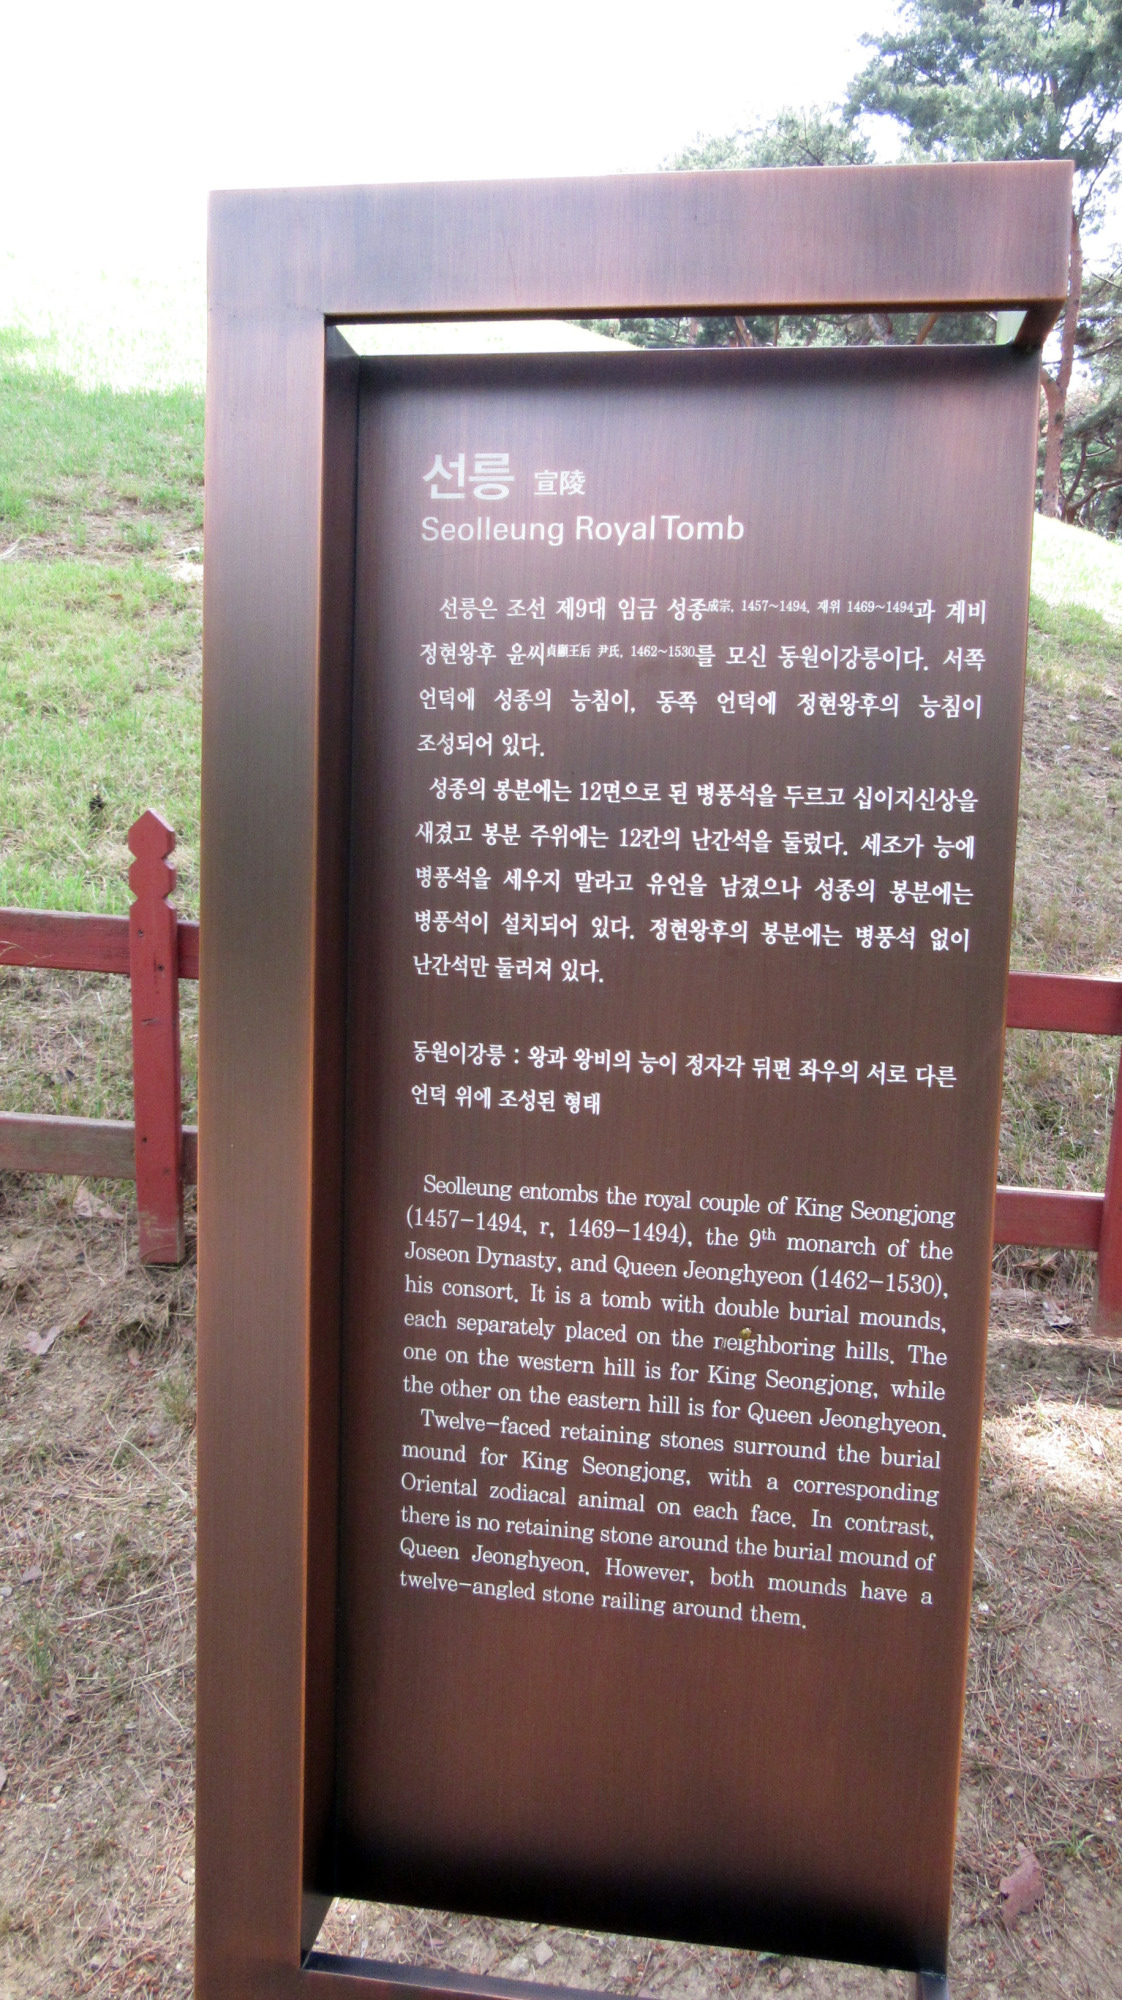 선릉 宣陵
Seolleung Royal Tomb
선릉은 조선 제9대 임금 성종成宗, 1457~1494, 재위 1469~1494과 계비
정현왕후 윤씨貞顯王后 尹氏, 1462~1530를 모신 동원이강릉이다. 서쪽
언덕에 성종의 능침이, 동쪽 언덕에 정현왕후의 능침이
조성되어 있다.
성종의 봉분에는 12면으로 된 병풍석을 두르고 십이지신상을
새겼고 봉분 주위에는 12칸의 난간석을 둘렀다. 세조가 능에
병풍석을 세우지 말라고 유언을 남겼으나 성종의 봉분에는
병풍석이 설치되어 있다. 정현왕후의 봉분에는 병풍석 없이
난간석만 둘러져 있다.
동원이강릉 : 왕과 왕비의 능이 정자각 뒤편 좌우의 서로 다른
언덕 위에 조성된 형태
Seolleung entombs the royal couple of King Seongjong
(1457-1494, r, 1469-1494), the 9th monarch of the
Joseon Dynasty, and Queen Jeonghyeon (1462-1530),
his consort. It is a tomb with double burial mounds,
each separately placed on the neighboring hills. The
one on the western hill is for King Seongjong, while
the other on the eastern hill is for Queen Jeonghyeon.
Twelve-faced retaining stones surround the burial
mound for King Seongjong, with a corresponding
Oriental zodiacal animal on each face. In contrast,
there is no retaining stone around the burial mound of
Queen Jeonghyeon. However, both mounds have a
twelve-angled stone railing around them.